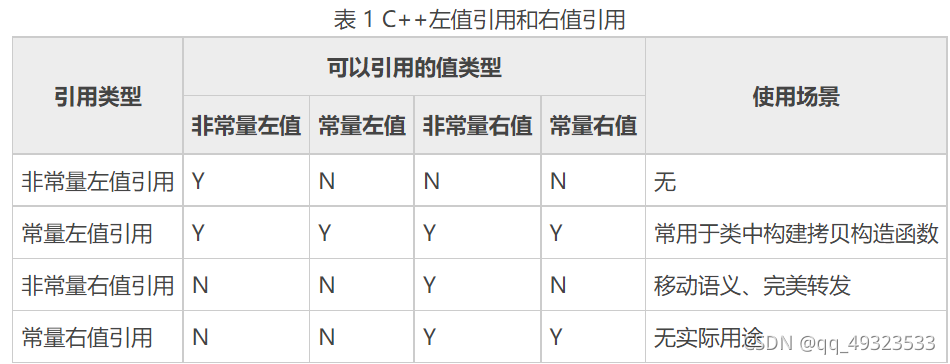 表 1 C++左值引用和右值引用
引用类型 可以引用的值类型 使用场景
非常量左值 常量左值 非常量右值 常量右值
非常量左值引用 Y N N N 无
常量左值引用 Y Y Y Y 常用于类中构建拷贝构造函数
非常量右值引用 N N Y N 移动语义、完美转发
常量右值引用 N N Y Y 无实际用途
CSDN @qq_49323533